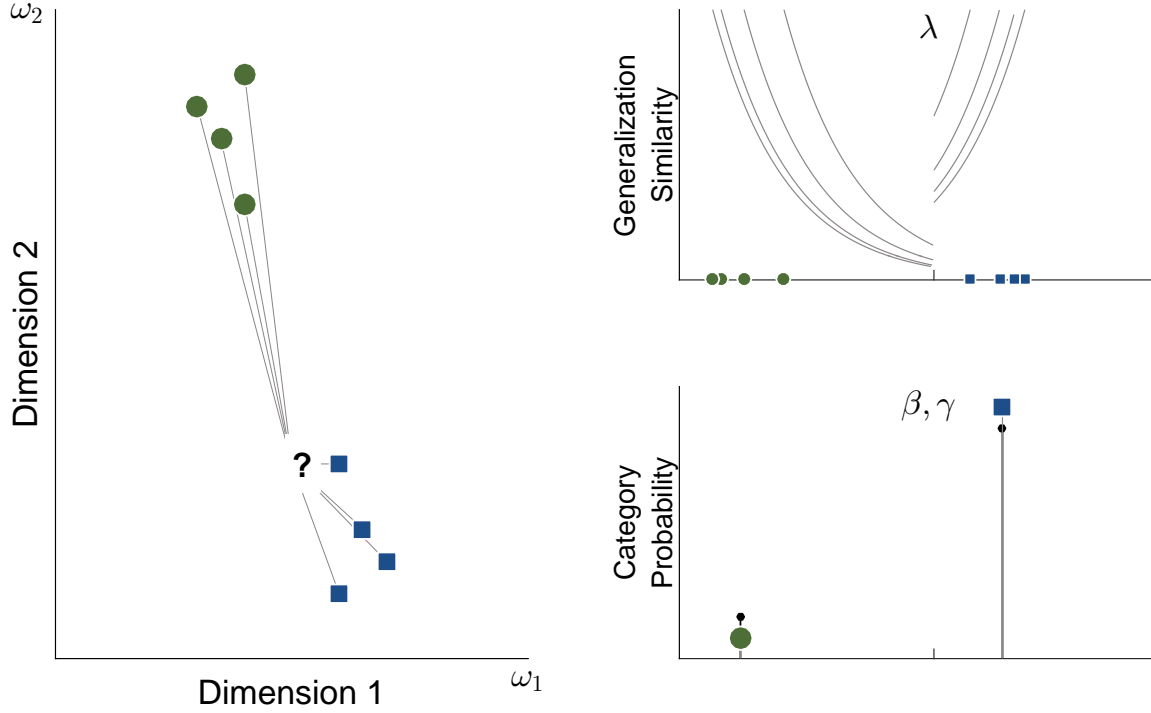 ω₂
Dimension 2
?
Dimension 1
ω₁
Generalization
Similarity
λ
Category
Probability
β, γ